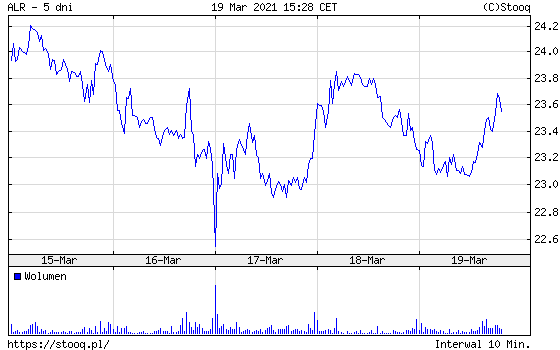 ALR - 5 dni 19 Mar 2021 15:28 CET (C)Stooq
24.2
24.0
23.8
23.6
23.4
23.2
23.0
22.8
22.6
15-Mar 16-Mar 17-Mar 18-Mar 19-Mar
Wolumen
https://stooq.pl/ Interwal 10 Min.